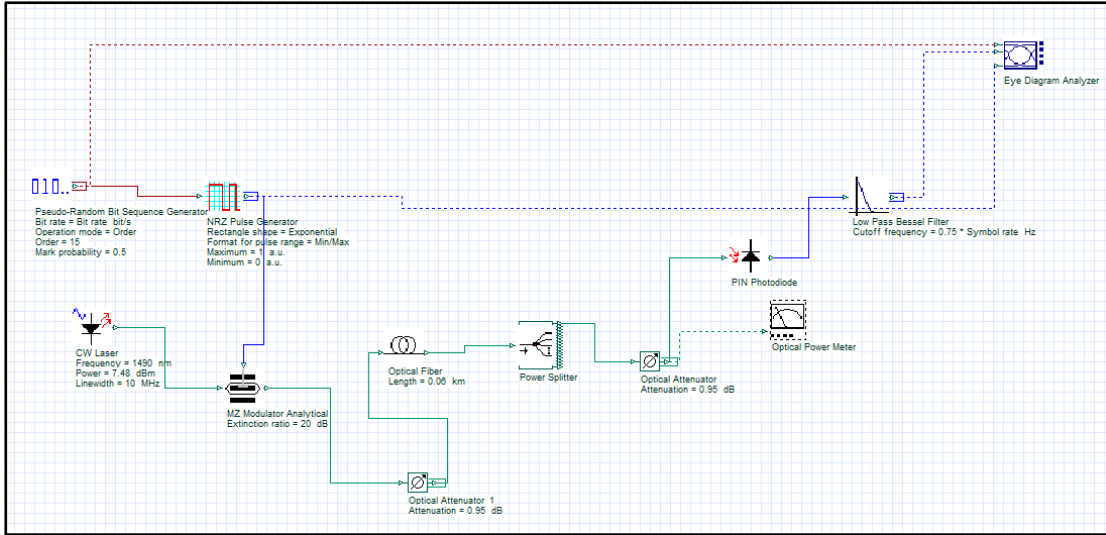 Eye Diagram Analyzer
010..
Pseudo-Random Bit Sequence Generator
Bit rate = Bit rate bit/s
Operation mode = Order
Order = 15
Mark probability = 0.5
NRZ Pulse Generator
Rectangle shape = Exponential
Format for pulse range = Min/Max
Maximum = 1 a.u.
Minimum = 0 a.u.
Low Pass Bessel Filter
Cutoff frequency = 0.75 * Symbol rate Hz
PIN Photodiode
CW Laser
Frequency = 1490 nm
Power = 7.48 dBm
Linewidth = 10 MHz
Optical Power Meter
Optical Fiber
Length = 0.06 km
Power Splitter
Optical Attenuator
Attenuation = 0.95 dB
MZ Modulator Analytical
Extinction ratio = 20 dB
Optical Attenuator 1
Attenuation = 0.95 dB